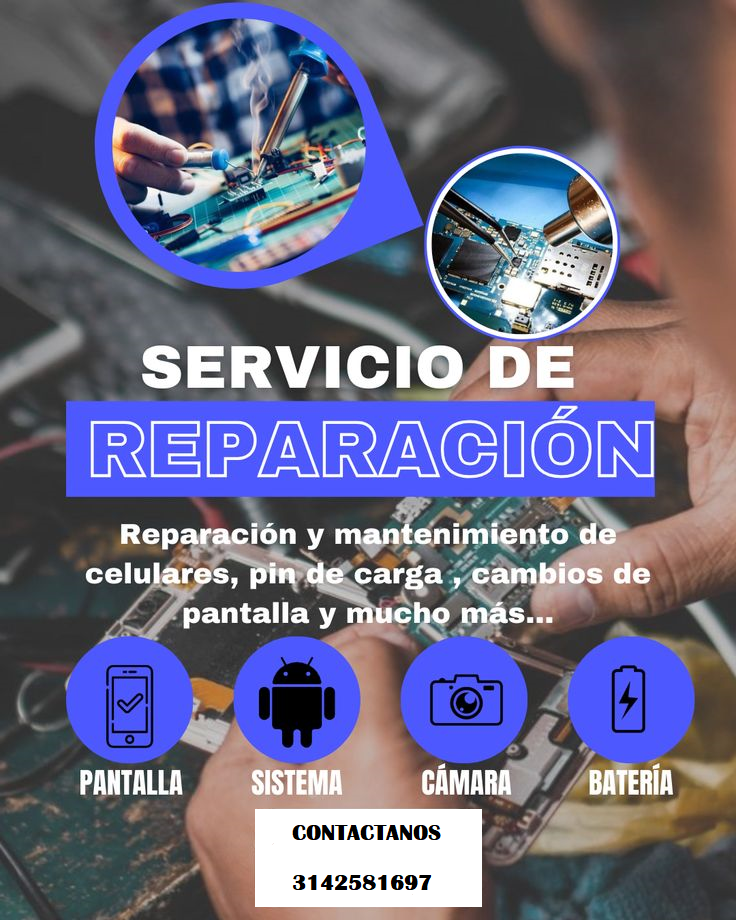 SERVICIO DE
REPARACIÓN
Reparación y mantenimiento de
celulares, pin de carga , cambios de
pantalla y mucho más...
PANTALLA SISTEMA CÁMARA BATERÍA
CONTACTANOS
3142581697